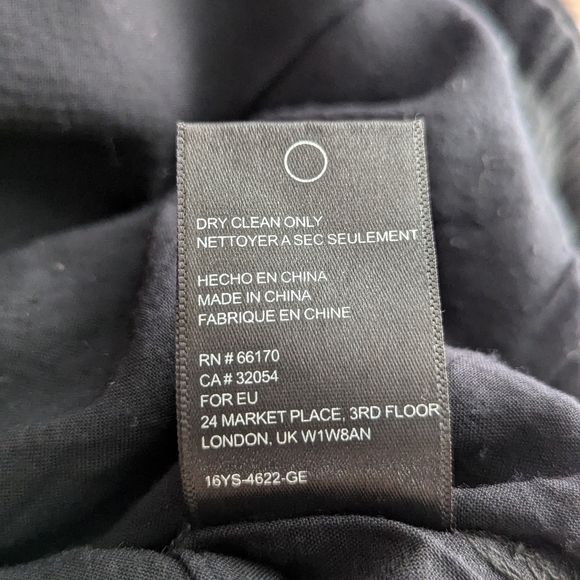 DRY CLEAN ONLY
NETTOYER A SEC SEULEMENT
HECHO EN CHINA
MADE IN CHINA
FABRIQUE EN CHINE
RN # 66170
CA # 32054
FOR EU
24 MARKET PLACE, 3RD FLOOR
LONDON, UK W1W8AN
16YS-4622-GE